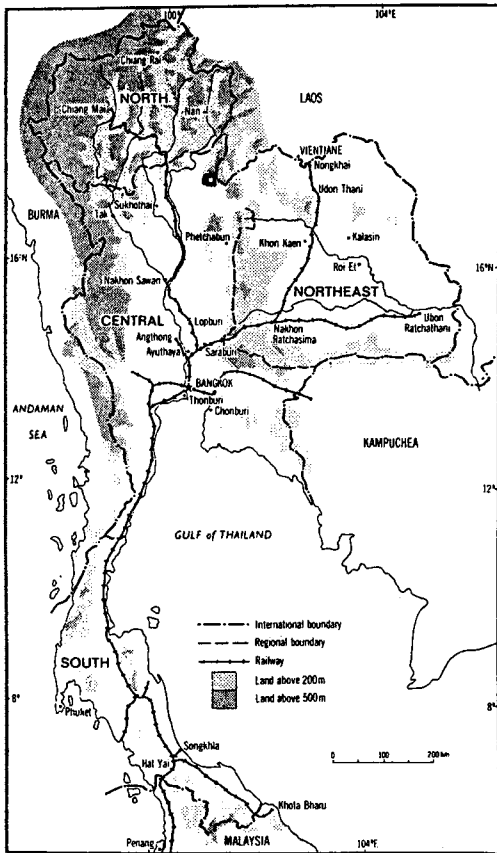 100°
104°E
Chiang Rai
Chiang Mai
NORTH
Nan
LAOS
VIENTIANE
Nongkhai
Udon Thani
Sukhothai
Tak
BURMA
Phetchabun
Khon Kaen
Kalasin
16°N
Roi Et
16°N
Nakhon Sawan
NORTHEAST
CENTRAL
Lopburi
Angthong
Nakhon
Ratchasima
Ubon
Ratchathani
Ayuthaya
Saraburi
BANGKOK
Thonburi
Chonburi
ANDAMAN
SEA
KAMPUCHEA
12°
12°
GULF of THAILAND
International boundary
Regional boundary
Railway
SOUTH
Land above 200m
Land above 500m
8°
8°
Phuket
0
100
200 km
Songkhla
Hat Yai
Khota Bharu
Penang
MALAYSIA
104°E